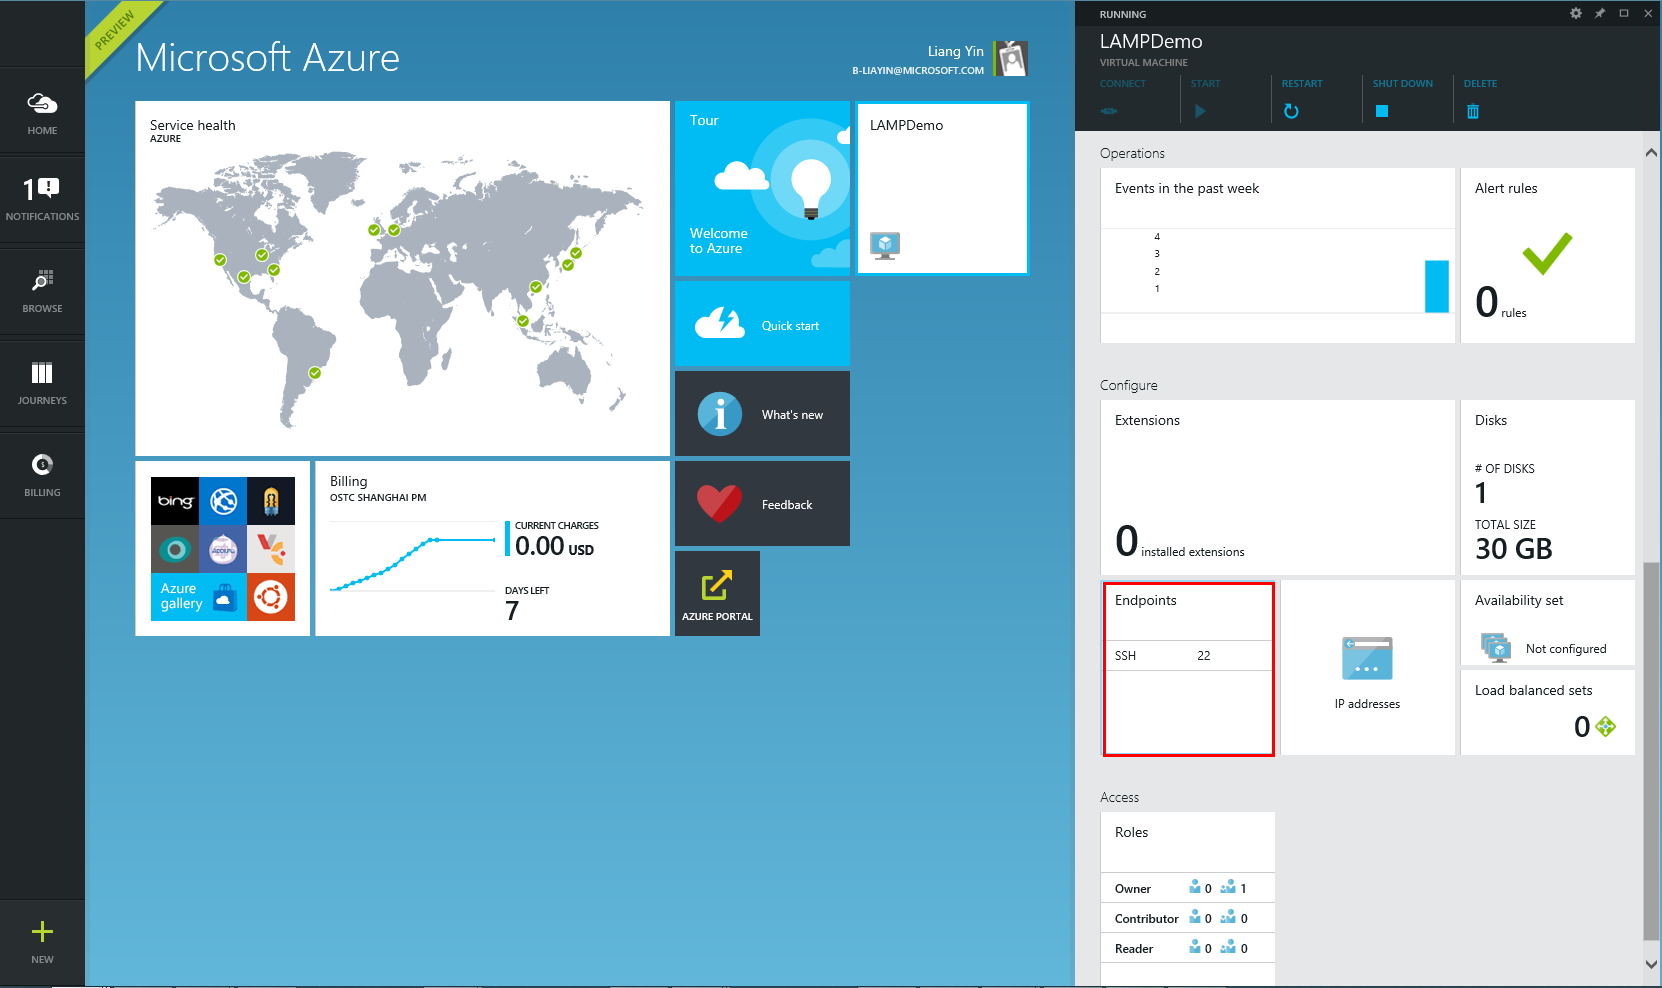 HOME
1
NOTIFICATIONS
BROWSE
JOURNEYS
BILLING
NEW
PREVIEW
Microsoft Azure
Liang Yin
B-LIAYIN@MICROSOFT.COM
Service health
AZURE
Tour
Welcome
to Azure
LAMPDemo
Quick start
What's new
Feedback
AZURE PORTAL
bing
Azure
gallery
Billing
OSTC SHANGHAI PM
CURRENT CHARGES
0.00 USD
DAYS LEFT
7
RUNNING
LAMPDemo
VIRTUAL MACHINE
CONNECT
START
RESTART
SHUT DOWN
DELETE
Operations
Events in the past week
4
3
2
1
Alert rules
0 rules
Configure
Extensions
0 installed extensions
Disks
# OF DISKS
1
TOTAL SIZE
30 GB
Endpoints
SSH 22
IP addresses
Availability set
Not configured
Load balanced sets
0
Access
Roles
Owner 0 1
Contributor 0 0
Reader 0 0